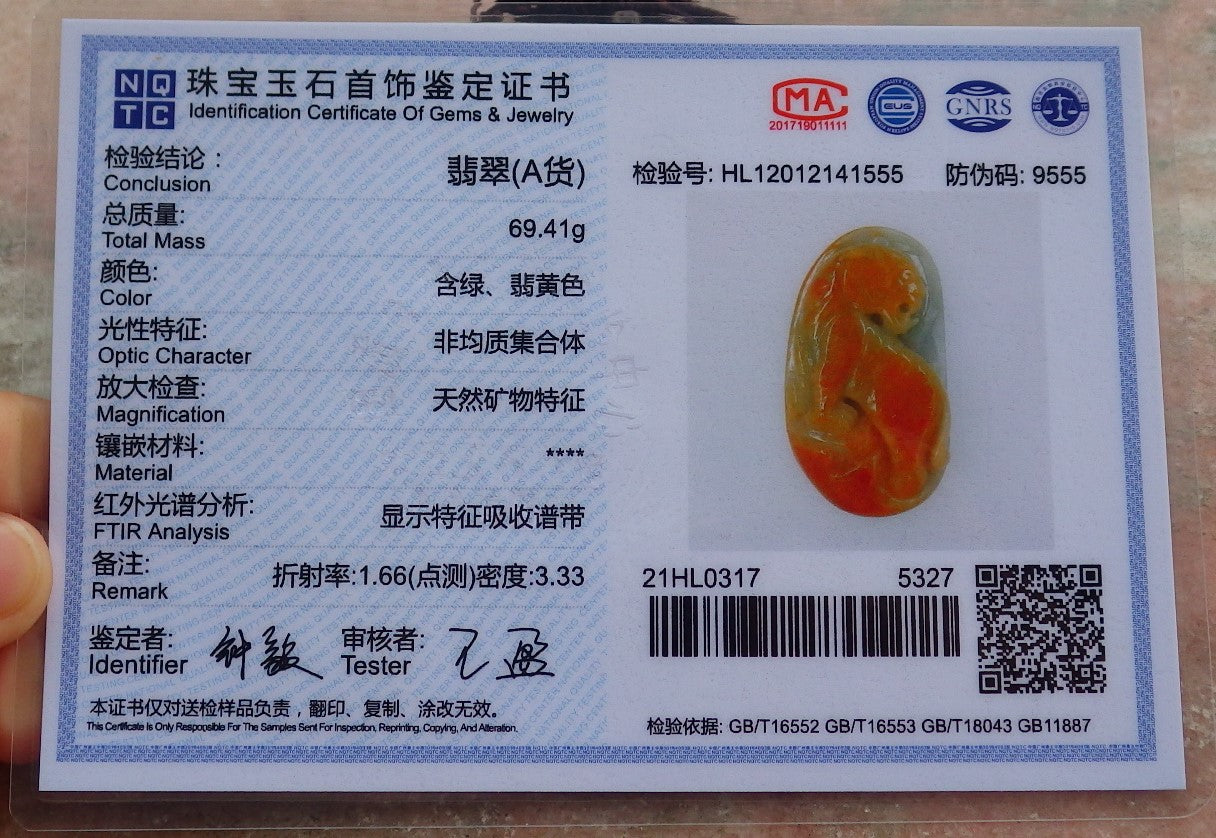 NQ
TC
珠宝玉石首饰鉴定证书
Identification Certificate Of Gems & Jewelry
检验结论：
Conclusion
翡翠(A货)
总质量:
Total Mass
69.41g
颜色:
Color
含绿、翡黄色
光性特征:
Optic Character
非均质集合体
放大检查:
Magnification
天然矿物特征
镶嵌材料:
Material
****
红外光谱分析:
FTIR Analysis
显示特征吸收谱带
备注:
Remark
折射率:1.66(点测)密度:3.33
鉴定者:
Identifier
审核者:
Tester
本证书仅对送检样品负责，翻印、复制、涂改无效。
This Certificate Is Only Responsible For The Samples Sent For Inspection, Reprinting, Copying, And Alteration.
MA
201719011111
EUS
GNRS
检验号: HL12012141555 防伪码: 9555
21HL0317 5327
检验依据: GB/T16552 GB/T16553 GB/T18043 GB11887